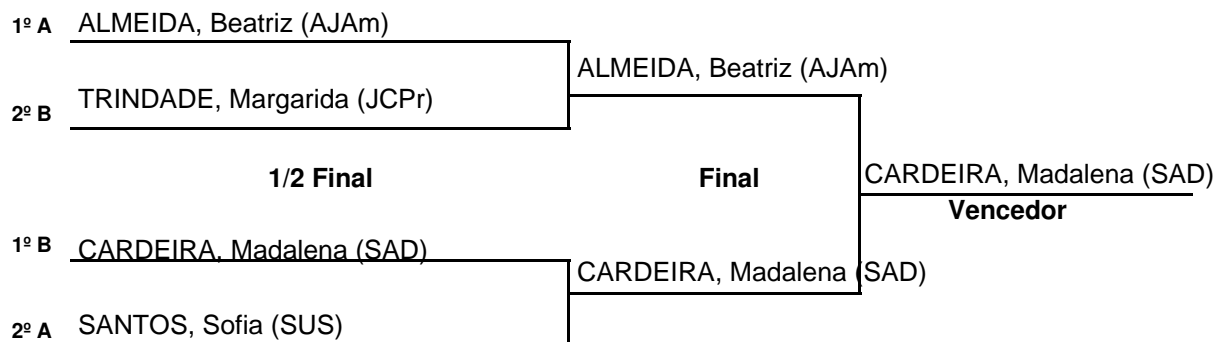 1º A ALMEIDA, Beatriz (AJAm)
ALMEIDA, Beatriz (AJAm)
2º B TRINDADE, Margarida (JCPr)
1/2 Final Final CARDEIRA, Madalena (SAD)
Vencedor
1º B CARDEIRA, Madalena (SAD)
CARDEIRA, Madalena (SAD)
2º A SANTOS, Sofia (SUS)